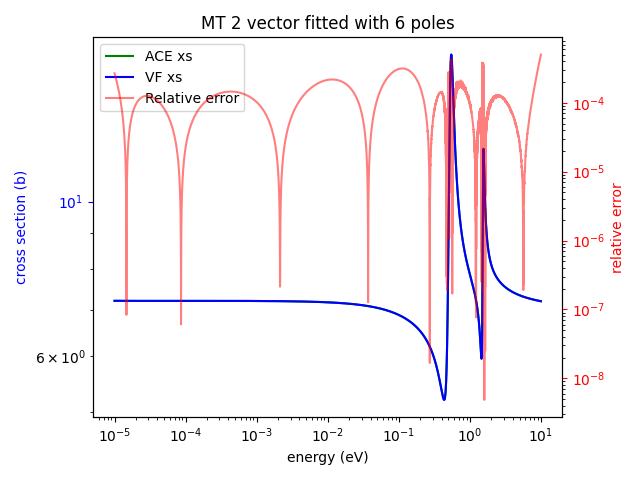 MT 2 vector fitted with 6 poles
ACE xs
VF xs
Relative error
cross section (b)
10¹
6 × 10⁰
10⁻⁴
10⁻⁵
10⁻⁶
10⁻⁷
10⁻⁸
relative error
10⁻⁵ 10⁻⁴ 10⁻³ 10⁻² 10⁻¹ 10⁰ 10¹
energy (eV)